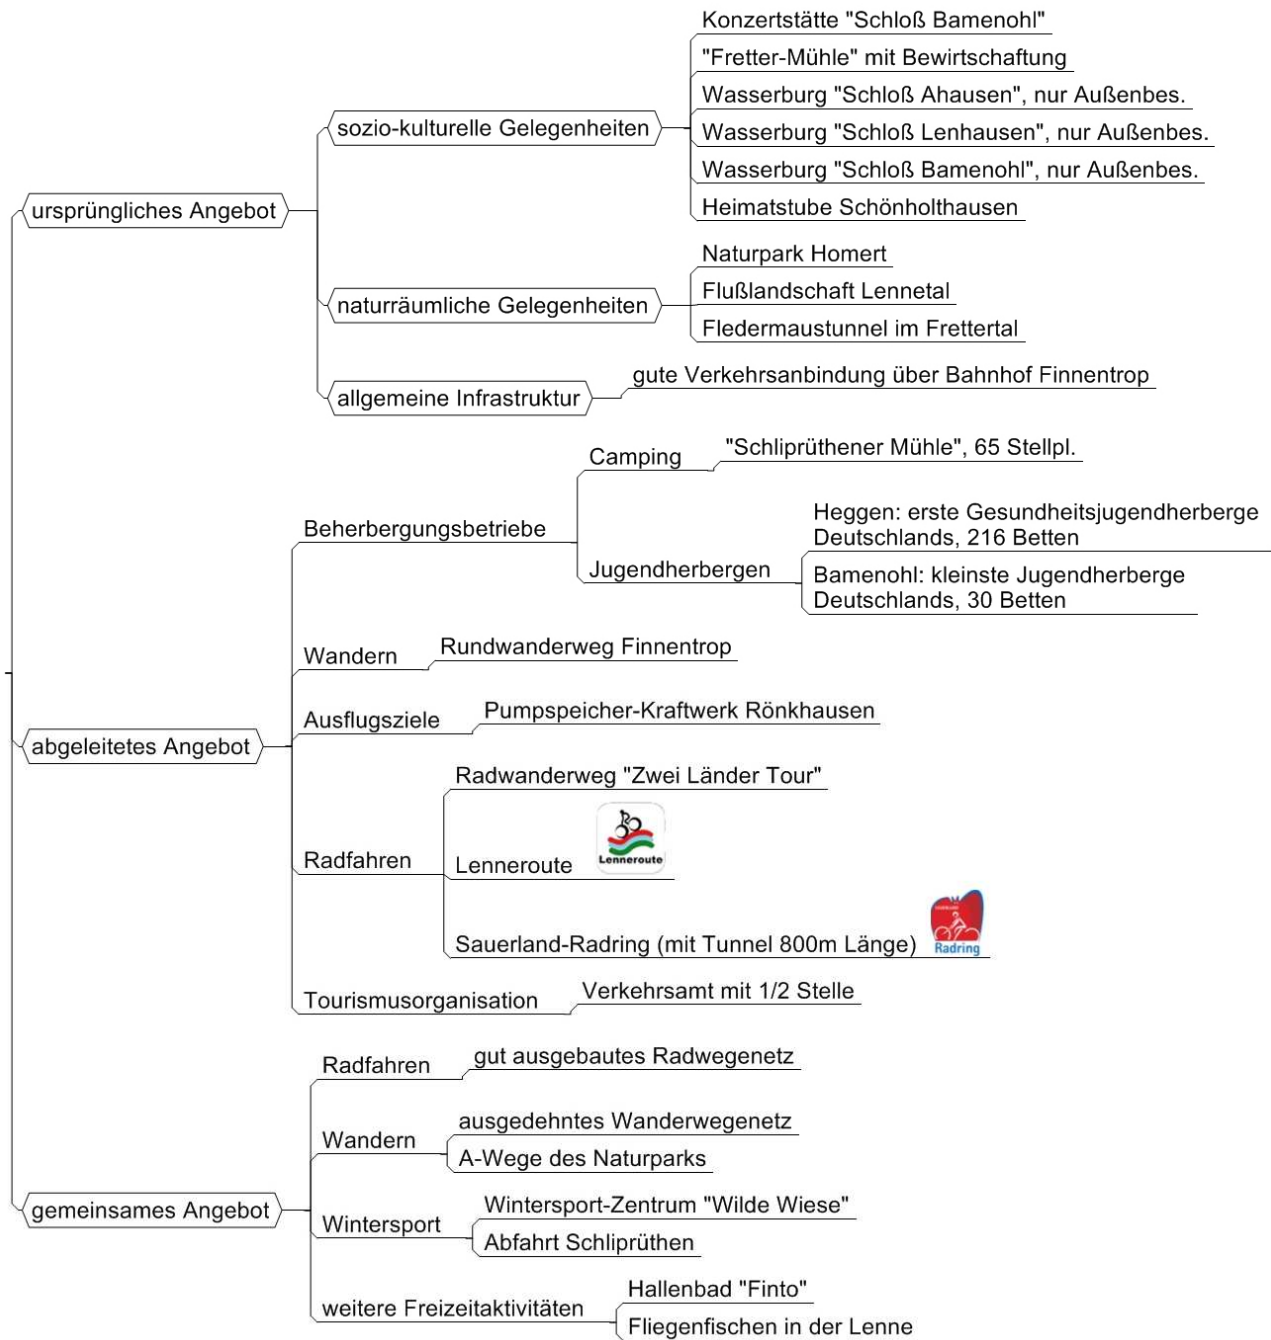 Konzertstätte "Schloß Bamenohl"
"Fretter-Mühle" mit Bewirtschaftung
Wasserburg "Schloß Ahausen", nur Außenbes.
sozio-kulturelle Gelegenheiten
Wasserburg "Schloß Lenhausen", nur Außenbes.
Wasserburg "Schloß Bamenohl", nur Außenbes.
Heimatstube Schönholthausen
ursprüngliches Angebot
Naturpark Homert
naturräumliche Gelegenheiten
Flußlandschaft Lennetal
Fledermaustunnel im Frettertal
allgemeine Infrastruktur
gute Verkehrsanbindung über Bahnhof Finnentrop
Camping
"Schliprüthener Mühle", 65 Stellpl.
Beherbergungsbetriebe
Jugendherbergen
Heggen: erste Gesundheitsjugendherberge
Deutschlands, 216 Betten
Bamenohl: kleinste Jugendherberge
Deutschlands, 30 Betten
Wandern
Rundwanderweg Finnentrop
Ausflugsziele
Pumpspeicher-Kraftwerk Rönkhausen
abgeleitetes Angebot
Radfahren
Radwanderweg "Zwei Länder Tour"
Lenneroute
Lenneroute
Sauerland-Radring (mit Tunnel 800m Länge)
Radring
Tourismusorganisation
Verkehrsamt mit 1/2 Stelle
Radfahren
gut ausgebautes Radwegenetz
Wandern
ausgedehntes Wanderwegenetz
A-Wege des Naturparks
gemeinsames Angebot
Wintersport
Wintersport-Zentrum "Wilde Wiese"
Abfahrt Schliprüthen
weitere Freizeitaktivitäten
Hallenbad "Finto"
Fliegenfischen in der Lenne